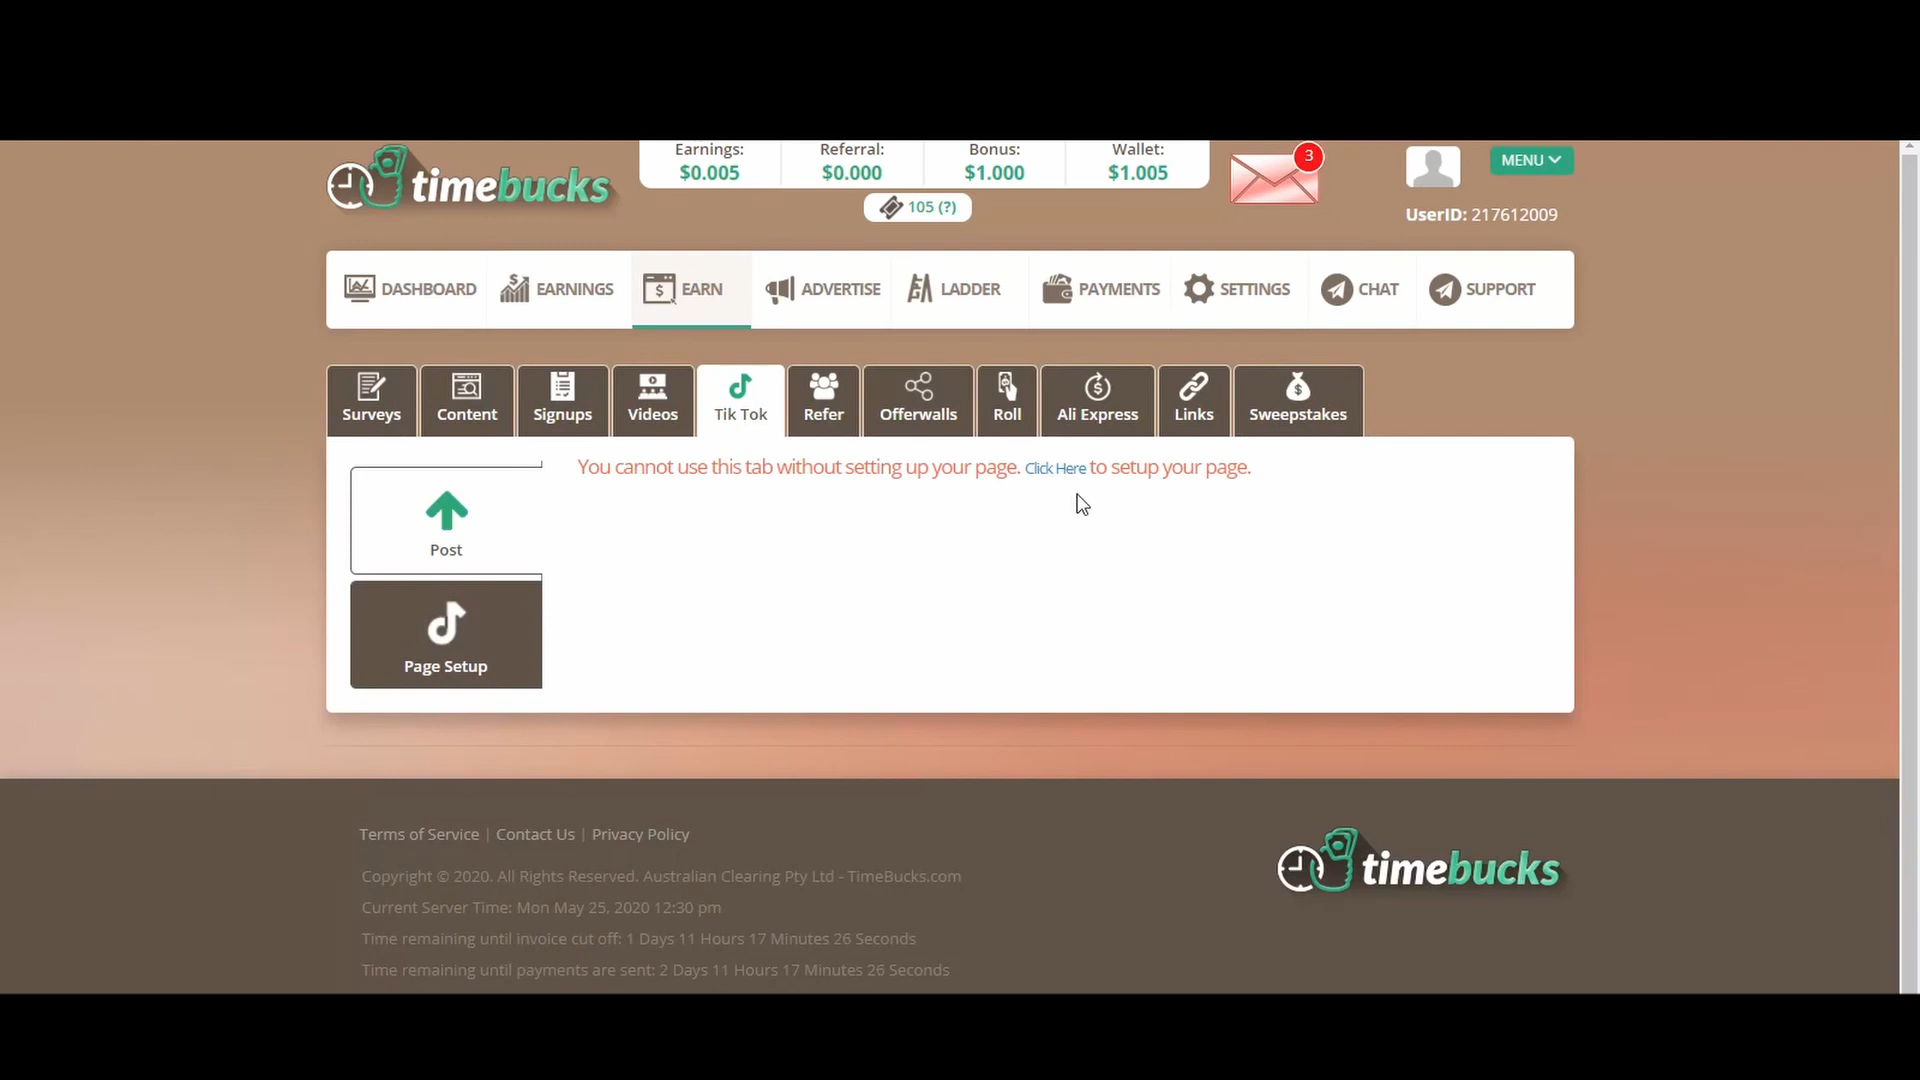 timebucks
Earnings: Referral: Bonus: Wallet:
$0.005 $0.000 $1.000 $1.005
105 (?)
3
MENU
UserID: 217612009
DASHBOARD EARNINGS EARN ADVERTISE LADDER PAYMENTS SETTINGS CHAT SUPPORT
Surveys Content Signups Videos Tik Tok Refer Offerwalls Roll Ali Express Links Sweepstakes
You cannot use this tab without setting up your page. Click Here to setup your page.
Post
Page Setup
Terms of Service | Contact Us | Privacy Policy
Copyright © 2020. All Rights Reserved. Australian Clearing Pty Ltd - TimeBucks.com
Current Server Time: Mon May 25, 2020 12:30 pm
Time remaining until invoice cut off: 1 Days 11 Hours 17 Minutes 26 Seconds
Time remaining until payments are sent: 2 Days 11 Hours 17 Minutes 26 Seconds
timebucks